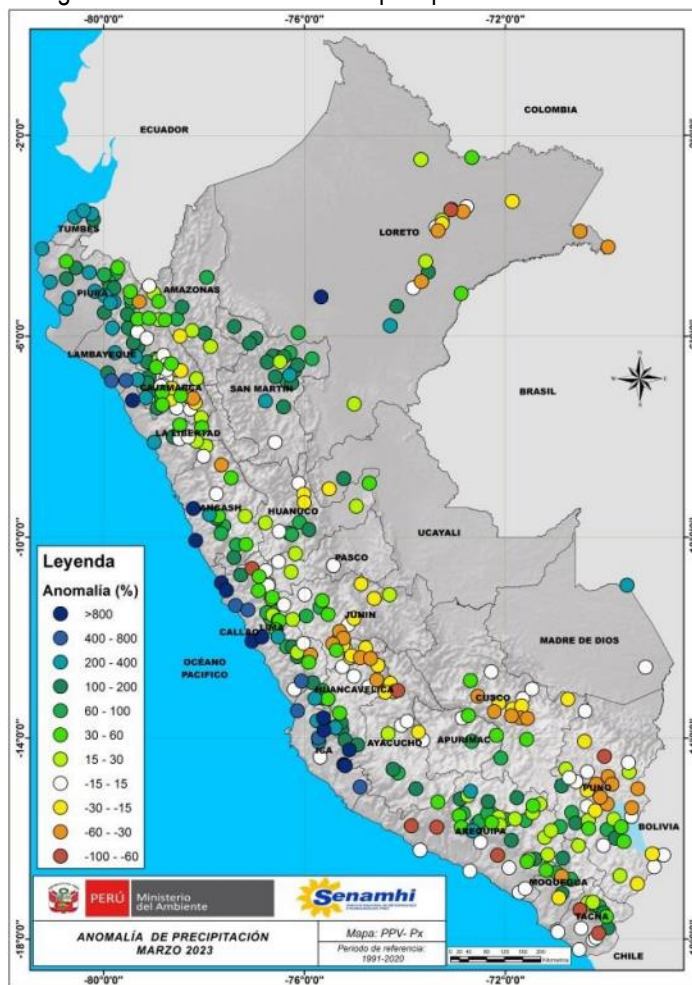 -80°0'0"
-76°0'0"
-72°0'0"
COLOMBIA
ECUADOR
-2°0'0"
LORETO
TUMBES
AMAZONAS
PIURA
-6°0'0"
LAMBAYEQUE
CAJAMARCA
SAN MARTIN
BRASIL
LA LIBERTAD
ANCASH
HUANUCO
UCAYALI
-10°0'0"
PASCO
JUNIN
LIMA
CALLAO
MADRE DE DIOS
OCÉANO
PACIFICO
HUANCAVELICA
CUSCO
-14°0'0"
ICA
AYACUCHO
APURIMAC
PUNO
AREQUIPA
BOLIVIA
MOQUEGUA
TACNA
-18°0'0"
CHILE
Leyenda
Anomalía (%)
>800
400 - 800
200 - 400
100 - 200
60 - 100
30 - 60
15 - 30
-15 - 15
-30 - -15
-60 - -30
-100 - -60
PERÚ
Ministerio
del Ambiente
Senamhi
ANOMALÍA DE PRECIPITACIÓN
MARZO 2023
Mapa: PPV- Px
Periodo de referencia:
1991-2020
-80°0'0"
-76°0'0"
-72°0'0"